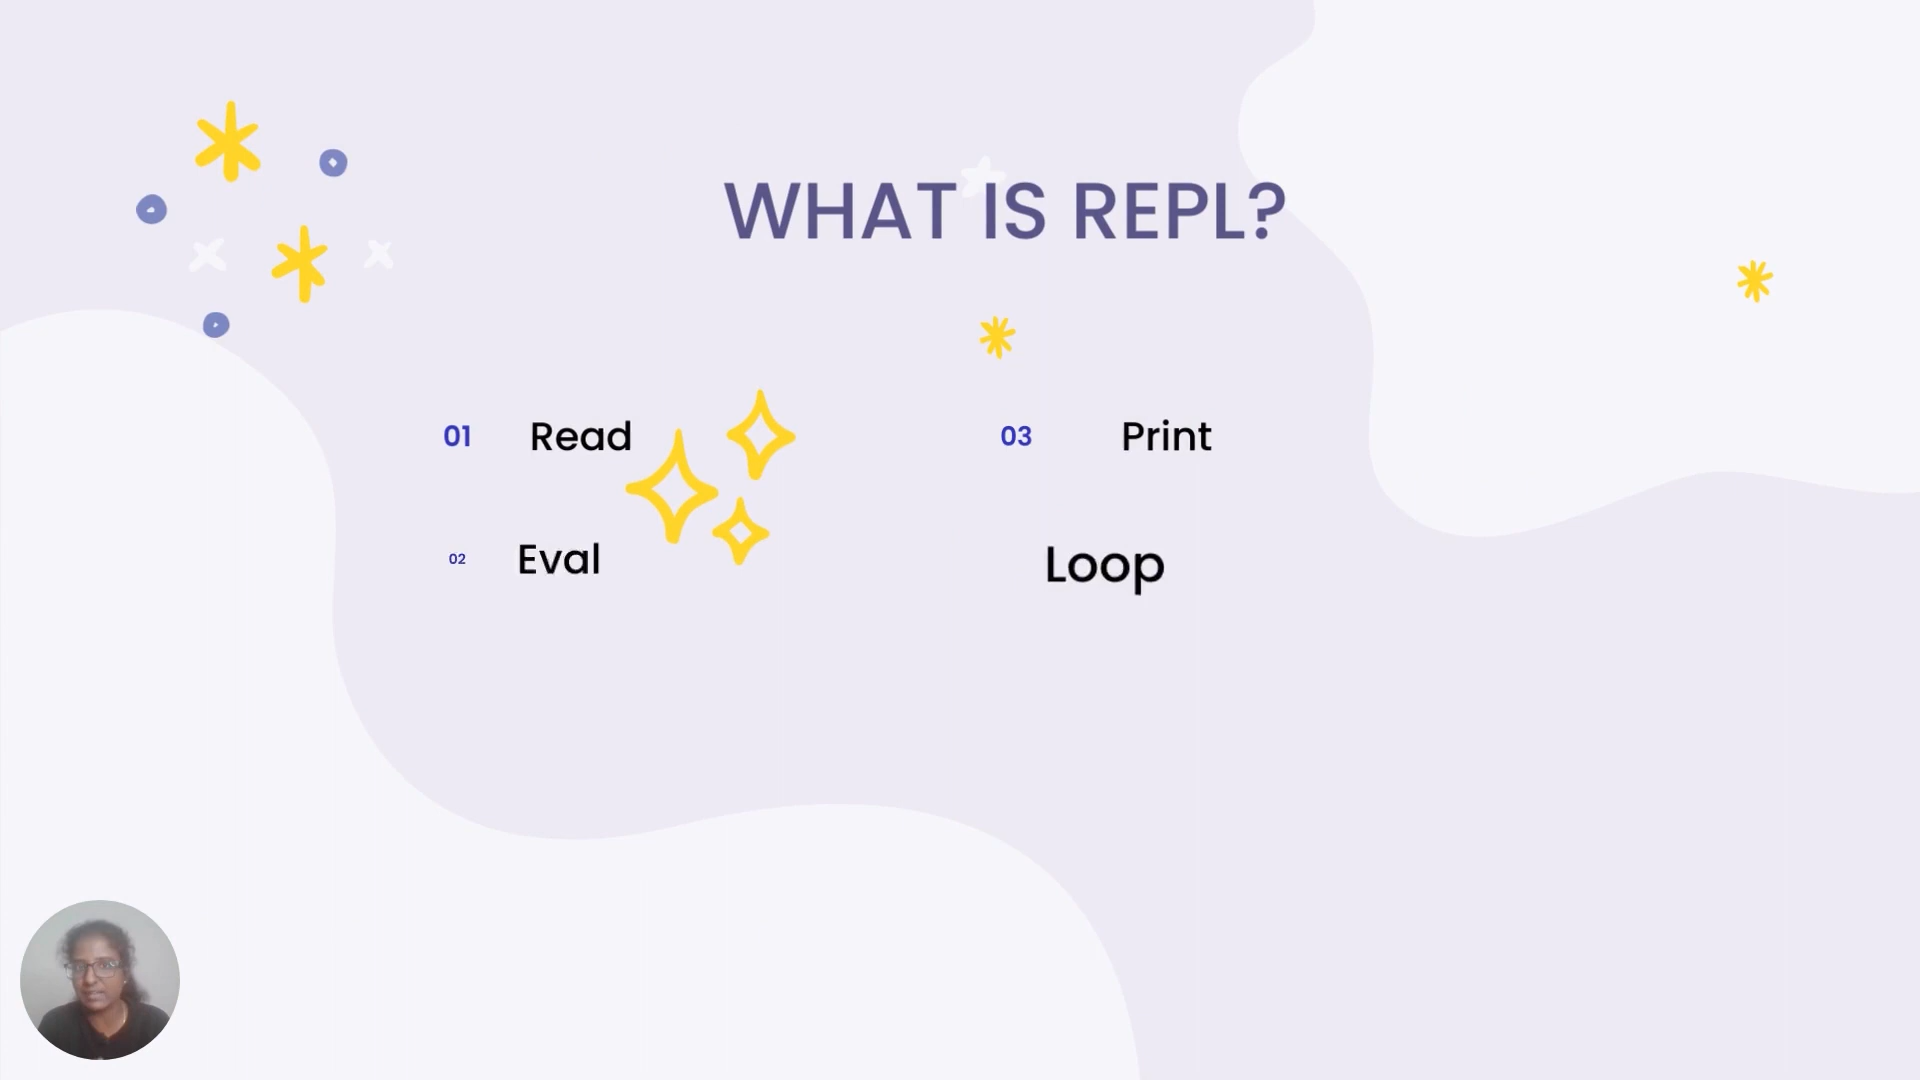 WHAT IS REPL?
01 Read
02 Eval
03 Print
Loop